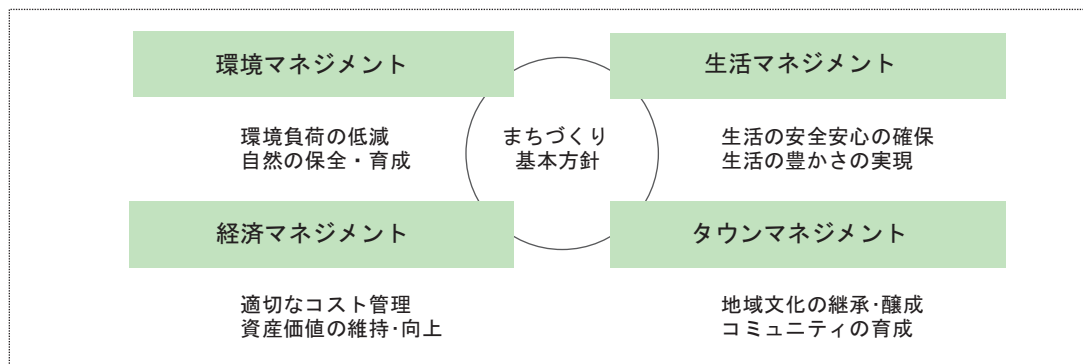 環境マネジメント
環境負荷の低減
自然の保全・育成
生活マネジメント
生活の安全安心の確保
生活の豊かさの実現
まちづくり
基本方針
経済マネジメント
適切なコスト管理
資産価値の維持･向上
タウンマネジメント
地域文化の継承･醸成
コミュニティの育成